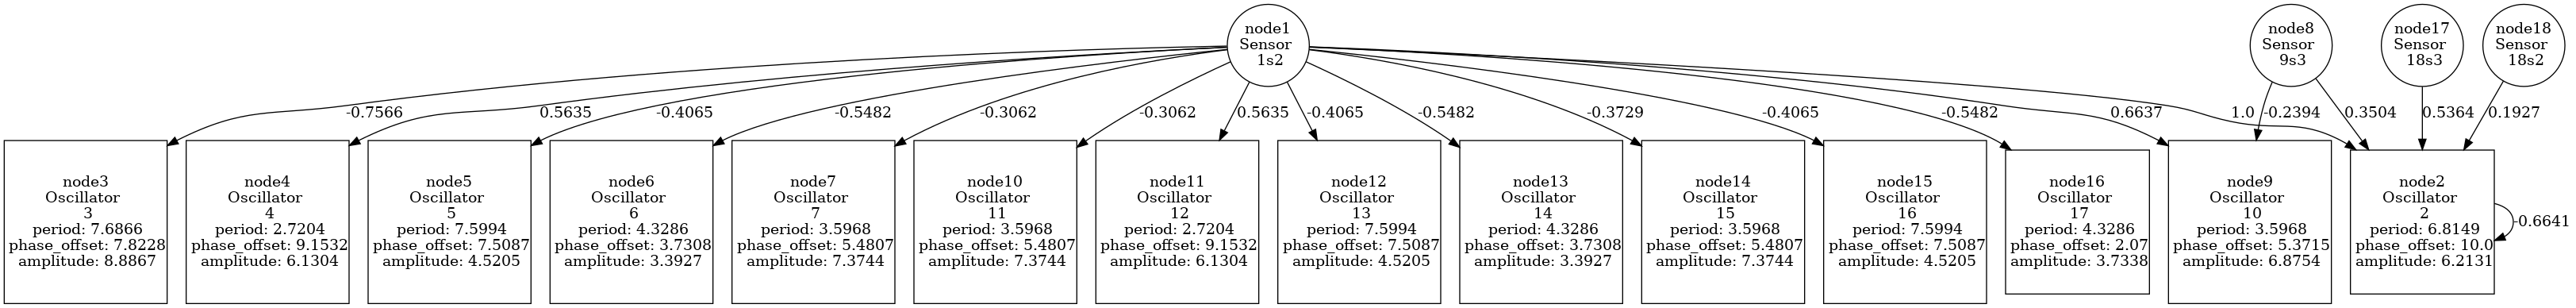 node1
Sensor
1s2
node8
Sensor
9s3
node17
Sensor
18s3
node18
Sensor
18s2
-0.7566
0.5635
-0.4065
-0.5482
-0.3062
-0.3062
0.5635
-0.4065
-0.5482
-0.3729
-0.4065
-0.5482
0.6637
1.0
-0.2394
0.3504
0.5364
0.1927
node3
Oscillator
3
period: 7.6866
phase_offset: 7.8228
amplitude: 8.8867
node4
Oscillator
4
period: 2.7204
phase_offset: 9.1532
amplitude: 6.1304
node5
Oscillator
5
period: 7.5994
phase_offset: 7.5087
amplitude: 4.5205
node6
Oscillator
6
period: 4.3286
phase_offset: 3.7308
amplitude: 3.3927
node7
Oscillator
7
period: 3.5968
phase_offset: 5.4807
amplitude: 7.3744
node10
Oscillator
11
period: 3.5968
phase_offset: 5.4807
amplitude: 7.3744
node11
Oscillator
12
period: 2.7204
phase_offset: 9.1532
amplitude: 6.1304
node12
Oscillator
13
period: 7.5994
phase_offset: 7.5087
amplitude: 4.5205
node13
Oscillator
14
period: 4.3286
phase_offset: 3.7308
amplitude: 3.3927
node14
Oscillator
15
period: 3.5968
phase_offset: 5.4807
amplitude: 7.3744
node15
Oscillator
16
period: 7.5994
phase_offset: 7.5087
amplitude: 4.5205
node16
Oscillator
17
period: 4.3286
phase_offset: 2.07
amplitude: 3.7338
node9
Oscillator
10
period: 3.5968
phase_offset: 5.3715
amplitude: 6.8754
node2
Oscillator
2
period: 6.8149
phase_offset: 10.0
amplitude: 6.2131
-0.6641